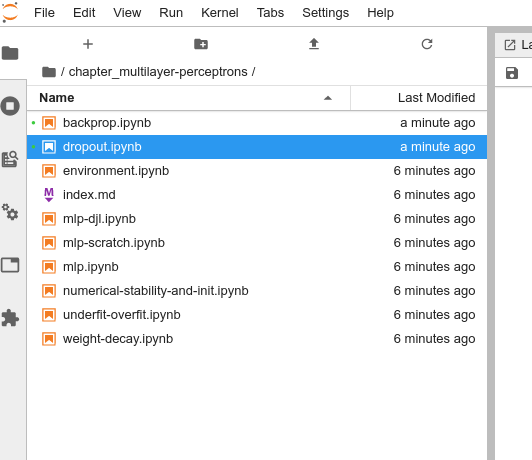 File Edit View Run Kernel Tabs Settings Help
/ chapter_multilayer-perceptrons /
La
Name Last Modified
backprop.ipynb a minute ago
dropout.ipynb a minute ago
environment.ipynb 6 minutes ago
M index.md 6 minutes ago
mlp-djl.ipynb 6 minutes ago
mlp-scratch.ipynb 6 minutes ago
mlp.ipynb 6 minutes ago
numerical-stability-and-init.ipynb 6 minutes ago
underfit-overfit.ipynb 6 minutes ago
weight-decay.ipynb 6 minutes ago